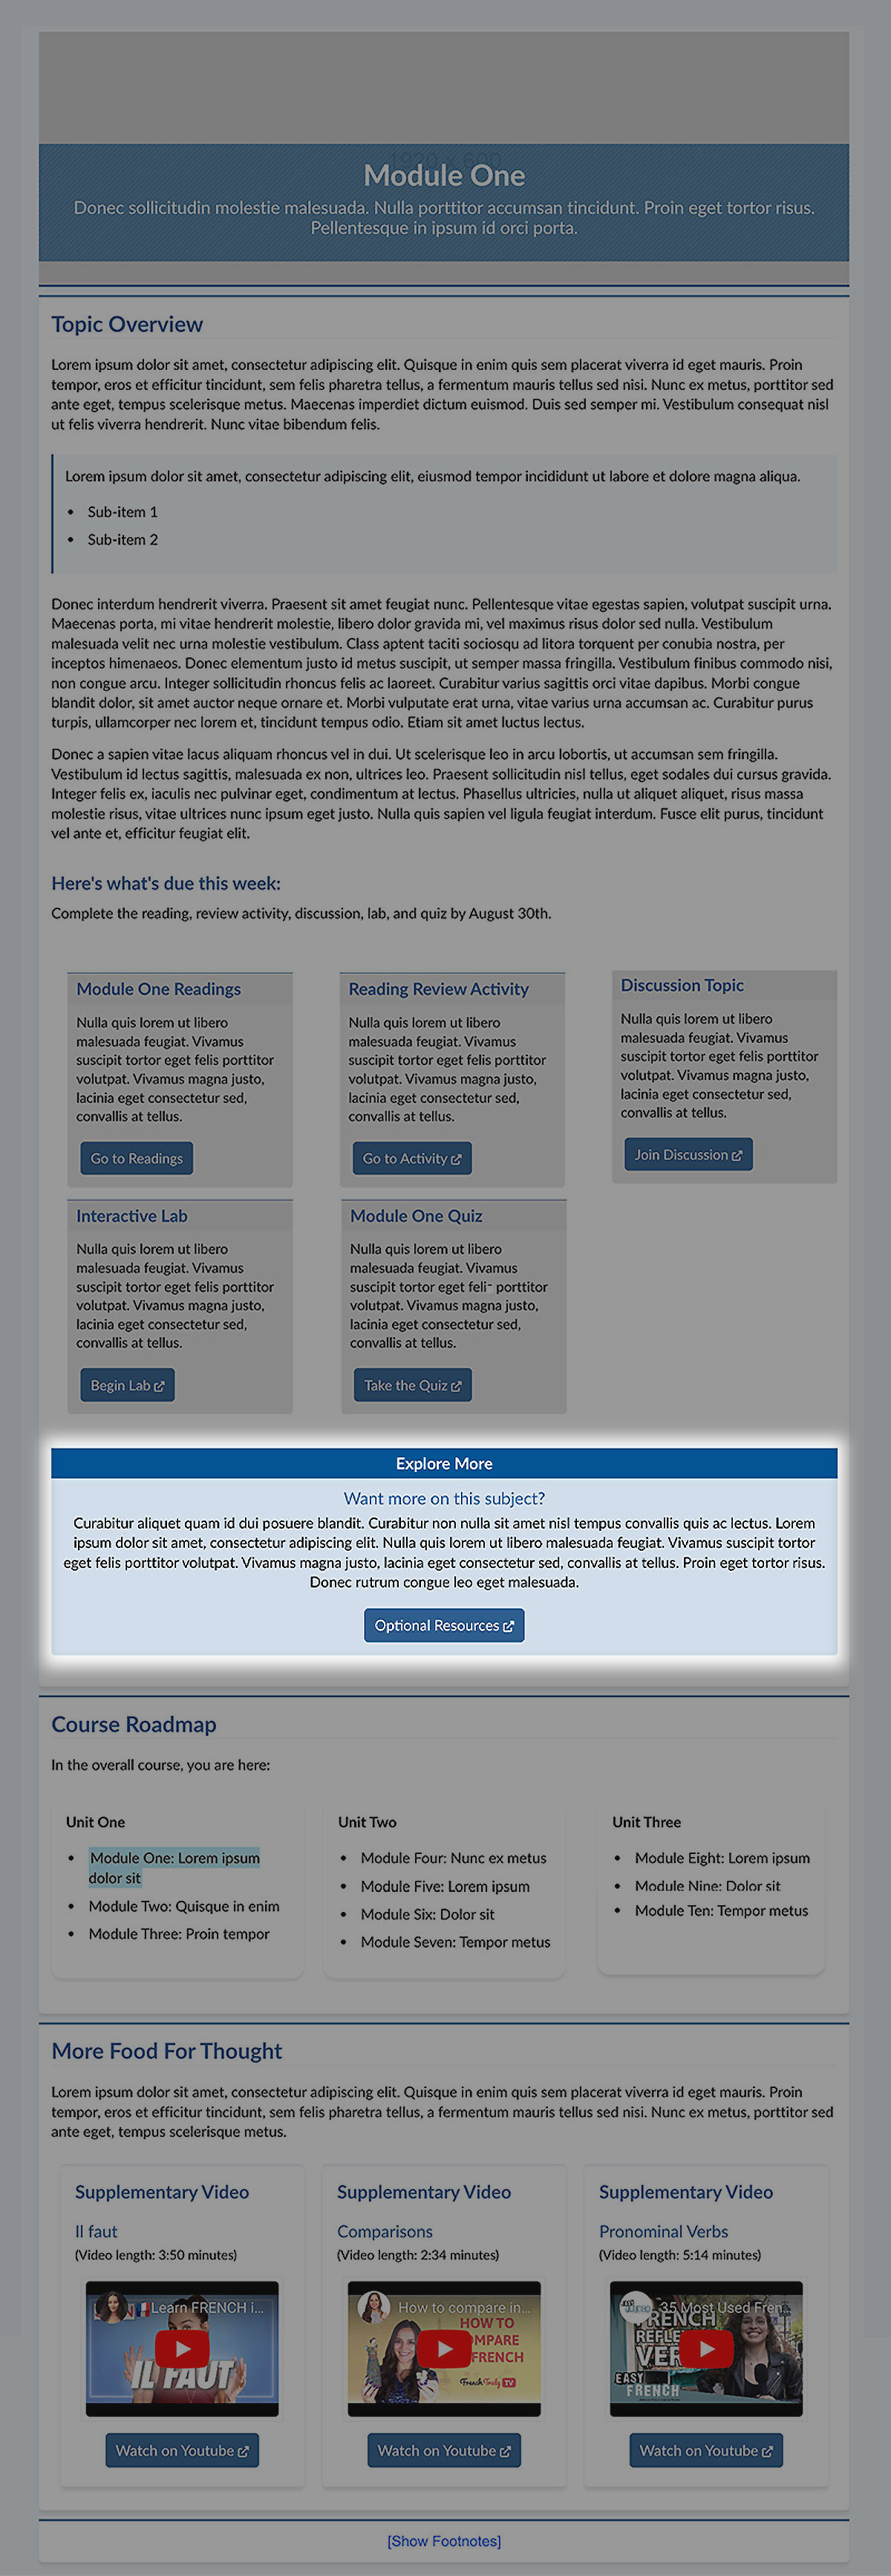 1920 x 600
Module One
Donec sollicitudin molestie malesuada. Nulla porttitor accumsan tincidunt. Proin eget tortor risus.
Pellentesque in ipsum id orci porta.
Topic Overview
Lorem ipsum dolor sit amet, consectetur adipiscing elit. Quisque in enim quis sem placerat viverra id eget mauris. Proin
tempor, eros et efficitur tincidunt, sem felis pharetra tellus, a fermentum mauris tellus sed nisi. Nunc ex metus, porttitor sed
ante eget, tempus scelerisque metus. Maecenas imperdiet dictum euismod. Duis sed semper mi. Vestibulum consequat nisl
ut felis viverra hendrerit. Nunc vitae bibendum felis.
Lorem ipsum dolor sit amet, consectetur adipiscing elit, eiusmod tempor incididunt ut labore et dolore magna aliqua.
• Sub-item 1
• Sub-item 2
Donec interdum hendrerit viverra. Praesent sit amet feugiat nunc. Pellentesque vitae egestas sapien, volutpat suscipit urna.
Maecenas porta, mi vitae hendrerit molestie, libero dolor gravida mi, vel maximus risus dolor sed nulla. Vestibulum
malesuada velit nec urna molestie vestibulum. Class aptent taciti sociosqu ad litora torquent per conubia nostra, per
inceptos himenaeos. Donec elementum justo id metus suscipit, ut semper massa fringilla. Vestibulum finibus commodo nisi,
non congue arcu. Integer sollicitudin rhoncus felis ac laoreet. Curabitur varius sagittis orci vitae dapibus. Morbi congue
blandit dolor, sit amet auctor neque ornare et. Morbi vulputate erat urna, vitae varius urna accumsan ac. Curabitur purus
turpis, ullamcorper nec lorem et, tincidunt tempus odio. Etiam sit amet luctus lectus.
Donec a sapien vitae lacus aliquam rhoncus vel in dui. Ut scelerisque leo in arcu lobortis, ut accumsan sem fringilla.
Vestibulum id lectus sagittis, malesuada ex non, ultrices leo. Praesent sollicitudin nisl tellus, eget sodales dui cursus gravida.
Integer felis ex, iaculis nec pulvinar eget, condimentum at lectus. Phasellus ultricies, nulla ut aliquet aliquet, risus massa
molestie risus, vitae ultrices nunc ipsum eget justo. Nulla quis sapien vel ligula feugiat interdum. Fusce elit purus, tincidunt
vel ante et, efficitur feugiat elit.
Here's what's due this week:
Complete the reading, review activity, discussion, lab, and quiz by August 30th.
Module One Readings
Nulla quis lorem ut libero
malesuada feugiat. Vivamus
suscipit tortor eget felis porttitor
volutpat. Vivamus magna justo,
lacinia eget consectetur sed,
convallis at tellus.
Go to Readings
Reading Review Activity
Nulla quis lorem ut libero
malesuada feugiat. Vivamus
suscipit tortor eget felis porttitor
volutpat. Vivamus magna justo,
lacinia eget consectetur sed,
convallis at tellus.
Go to Activity
Discussion Topic
Nulla quis lorem ut libero
malesuada feugiat. Vivamus
suscipit tortor eget felis porttitor
volutpat. Vivamus magna justo,
lacinia eget consectetur sed,
convallis at tellus.
Join Discussion
Interactive Lab
Nulla quis lorem ut libero
malesuada feugiat. Vivamus
suscipit tortor eget felis porttitor
volutpat. Vivamus magna justo,
lacinia eget consectetur sed,
convallis at tellus.
Begin Lab
Module One Quiz
Nulla quis lorem ut libero
malesuada feugiat. Vivamus
suscipit tortor eget porttitor
volutpat. Vivamus magna justo,
lacinia eget consectetur sed,
convallis at tellus.
Take the Quiz
Explore More
Want more on this subject?
Curabitur aliquet quam id dui posuere blandit. Curabitur non nulla sit amet nisl tempus convallis quis ac lectus. Lorem
ipsum dolor sit amet, consectetur adipiscing elit. Nulla quis lorem ut libero malesuada feugiat. Vivamus suscipit tortor
eget felis porttitor volutpat. Vivamus magna justo, lacinia eget consectetur sed, convallis at tellus. Proin eget tortor risus.
Donec rutrum congue leo eget malesuada.
Optional Resources
Course Roadmap
In the overall course, you are here:
Unit One
• Module One: Lorem ipsum
dolor sit
• Module Two: Quisque in enim
• Module Three: Proin tempor
Unit Two
• Module Four: Nunc ex metus
• Module Five: Lorem ipsum
• Module Six: Dolor sit
• Module Seven: Tempor metus
Unit Three
• Module Eight: Lorem ipsum
• Module Nine: Dolor sit
• Module Ten: Tempor metus
More Food For Thought
Lorem ipsum dolor sit amet, consectetur adipiscing elit. Quisque in enim quis sem placerat viverra id eget mauris. Proin
tempor, eros et efficitur tincidunt, sem felis pharetra tellus, a fermentum mauris tellus sed nisi. Nunc ex metus, porttitor sed
ante eget, tempus scelerisque metus.
Supplementary Video
Il faut
(Video length: 3:50 minutes)
Learn FRENCH i...
IL FAUT
Watch on Youtube
Supplementary Video
Comparisons
(Video length: 2:34 minutes)
How to compare in...
HOW TO
OMPARE
FRENCH
French Truly TV
Watch on Youtube
Supplementary Video
Pronominal Verbs
(Video length: 5:14 minutes)
35 Most Used Fren...
RENCH
REFLE
VER
EASY
FRENCH
Watch on Youtube
[Show Footnotes]